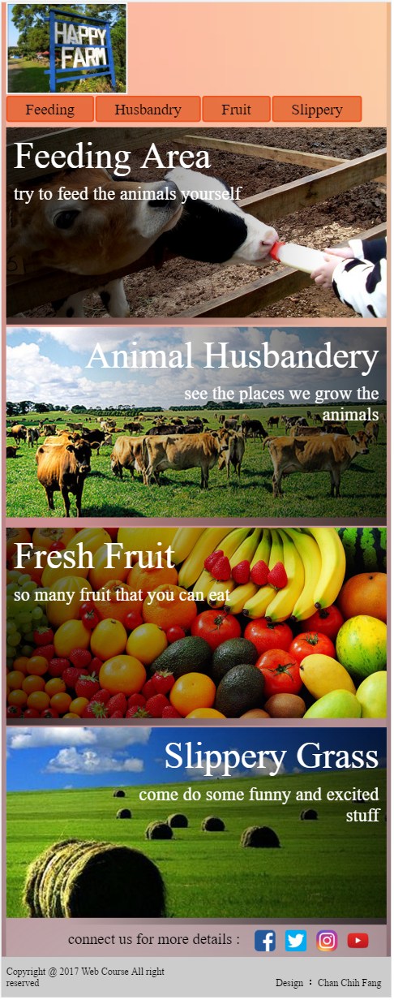 HAPPY
FARM
Feeding
Husbandry
Fruit
Slippery
Feeding Area
try to feed the animals yourself
Animal Husbandery
see the places we grow the
animals
Fresh Fruit
so many fruit that you can eat
Slippery Grass
come do some funny and excited
stuff
connect us for more details :
Copyright @ 2017 Web Course All right
reserved
Design : Chan Chih Fang